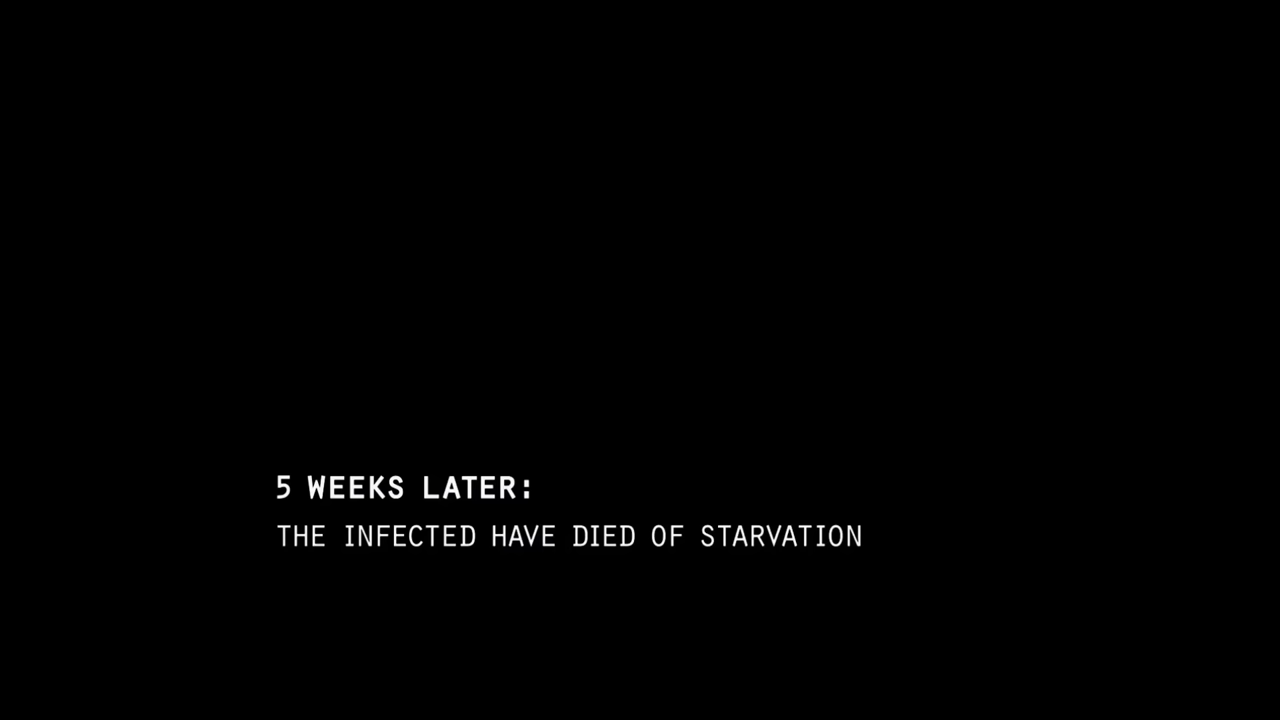 5 WEEKS LATER:
THE INFECTED HAVE DIED OF STARVATION